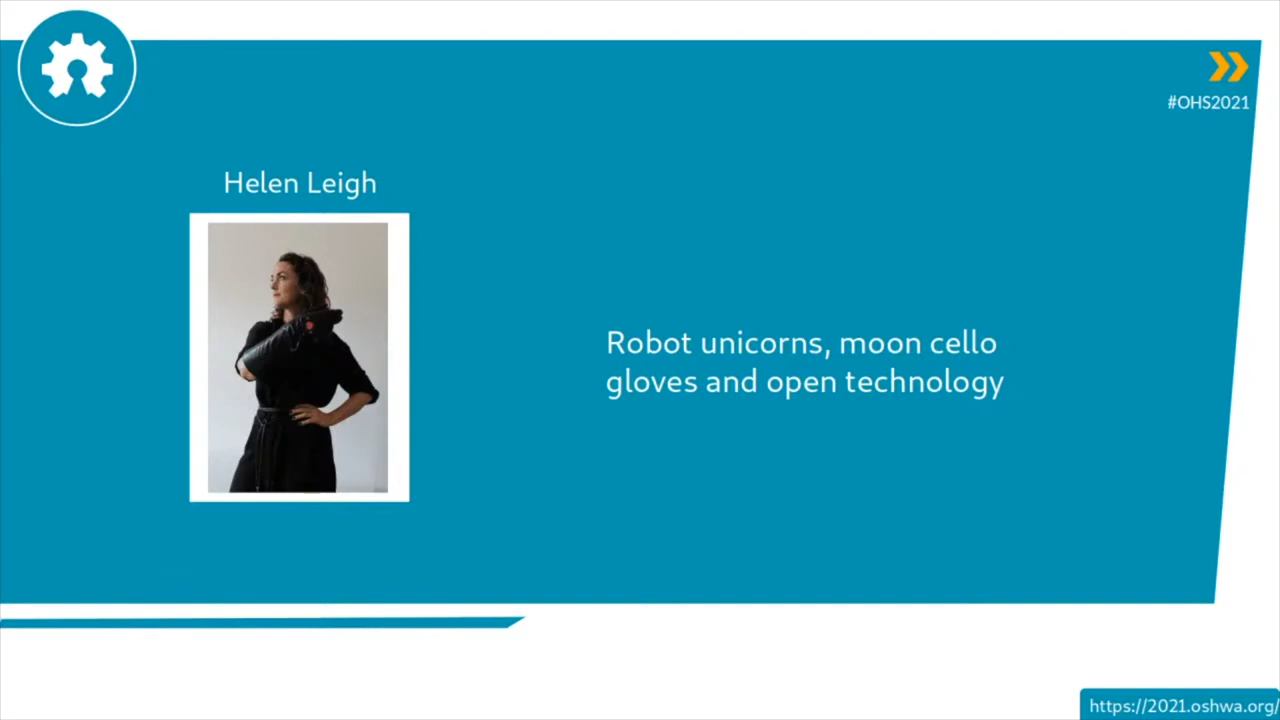 #OHS2021
Helen Leigh
Robot unicorns, moon cello
gloves and open technology
https://2021.oshwa.org/